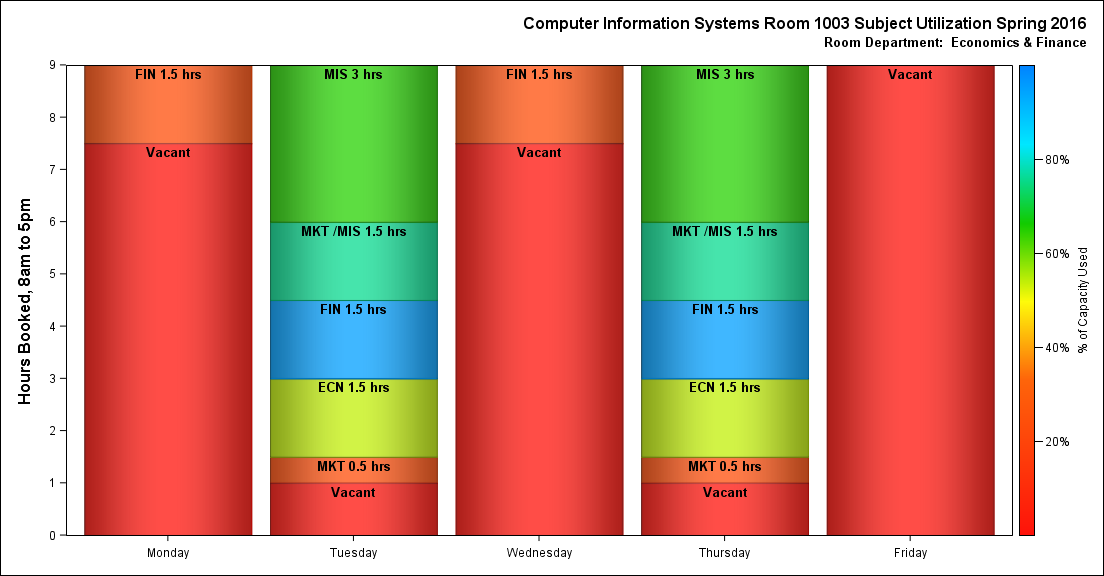 Computer Information Systems Room 1003 Subject Utilization Spring 2016
Room Department:  Economics & Finance
Hours Booked, 8am to 5pm
9
8
7
6
5
4
3
2
1
0
FIN 1.5 hrs
Vacant
MIS 3 hrs
MKT /MIS 1.5 hrs
FIN 1.5 hrs
ECN 1.5 hrs
MKT 0.5 hrs
Vacant
FIN 1.5 hrs
Vacant
MIS 3 hrs
MKT /MIS 1.5 hrs
FIN 1.5 hrs
ECN 1.5 hrs
MKT 0.5 hrs
Vacant
Vacant
Monday
Tuesday
Wednesday
Thursday
Friday
80%
60%
40%
20%
% of Capacity Used